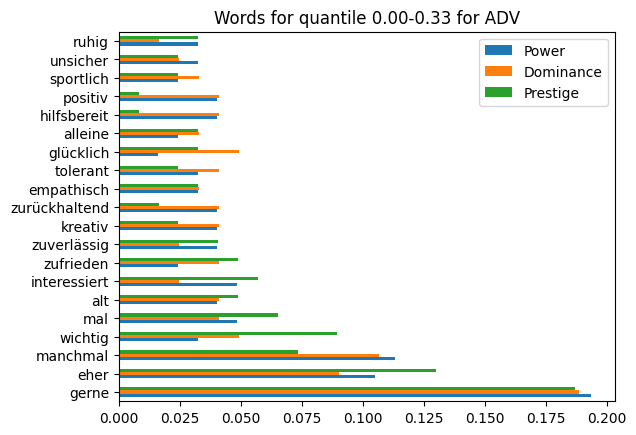 Words for quantile 0.00-0.33 for ADV
Power
Dominance
Prestige
ruhig
unsicher
sportlich
positiv
hilfsbereit
alleine
glücklich
tolerant
empathisch
zurückhaltend
kreativ
zuverlässig
zufrieden
interessiert
alt
mal
wichtig
manchmal
eher
gerne
0.000 0.025 0.050 0.075 0.100 0.125 0.150 0.175 0.200